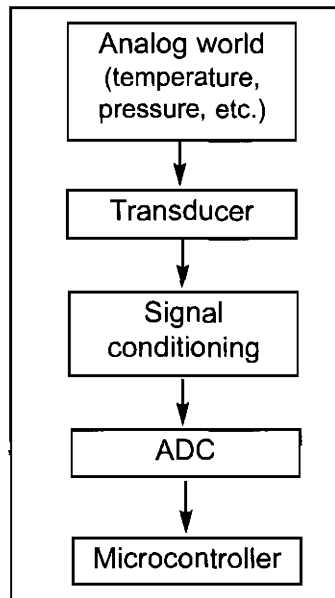 Analog world
(temperature,
pressure, etc.)
Transducer
Signal
conditioning
ADC
Microcontroller